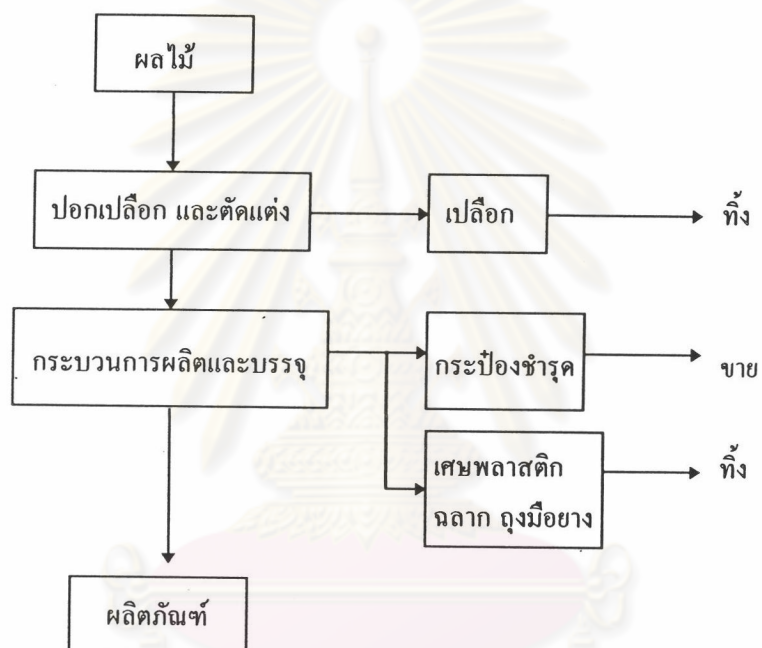 ผลไม้
ปอกเปลือก และตัดแต่ง
เปลือก
ทิ้ง
กระบวนการผลิตและบรรจุ
กระป๋องชำรุด
ขาย
เศษพลาสติก
ฉลาก ถุงมือยาง
ทิ้ง
ผลิตภัณฑ์